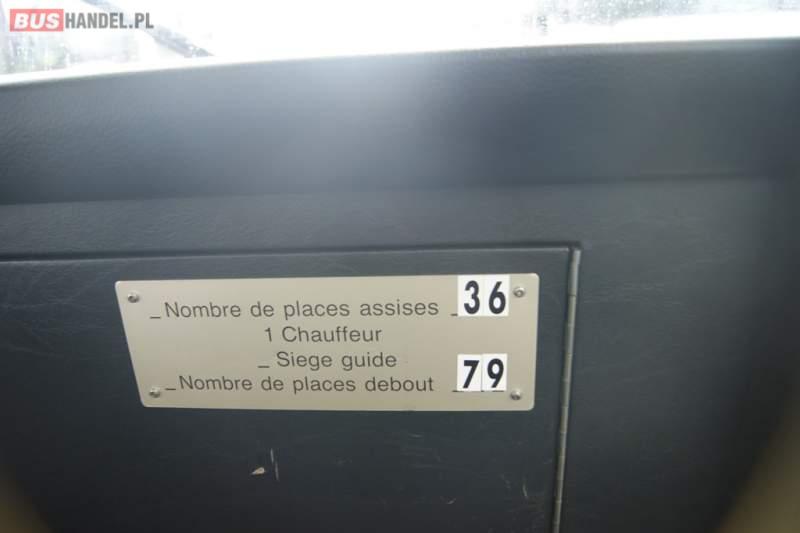 BUSHANDEL.PL
_Nombre de places assises _36
1 Chauffeur
_ Siege guide
_Nombre de places debout _79